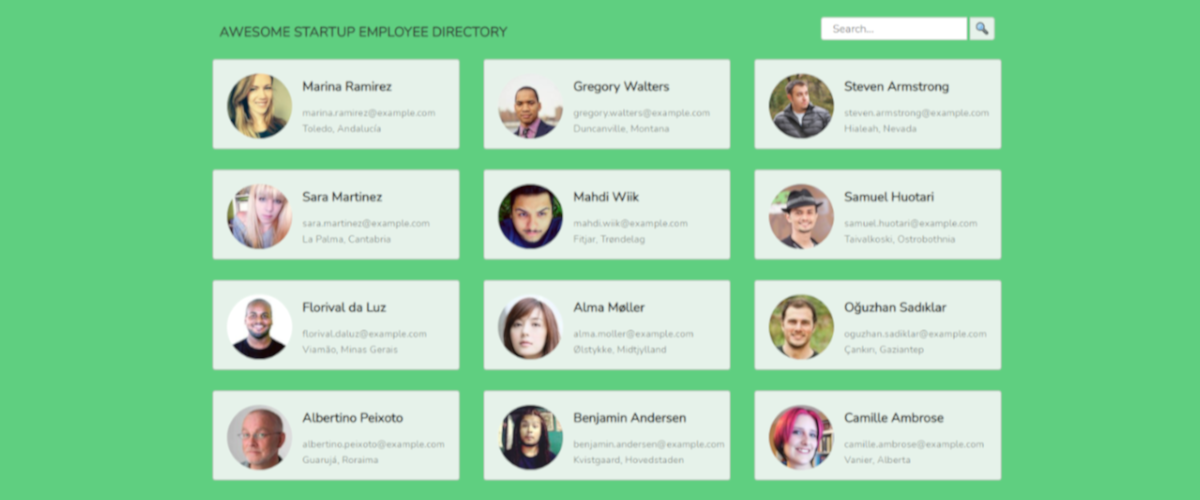 AWESOME STARTUP EMPLOYEE DIRECTORY
Search...
Marina Ramirez
marina.ramirez@example.com
Toledo, Andalucía
Gregory Walters
gregory.walters@example.com
Duncanville, Montana
Steven Armstrong
steven.armstrong@example.com
Hialeah, Nevada
Sara Martinez
sara.martinez@example.com
La Palma, Cantabria
Mahdi Wiik
mahdi.wiik@example.com
Fitjar, Trøndelag
Samuel Huotari
samuel.huotari@example.com
Taivalkoski, Ostrobothnia
Florival da Luz
florival.daluz@example.com
Viamão, Minas Gerais
Alma Møller
alma.moller@example.com
Ølstykke, Midtjylland
Oğuzhan Sadıklar
oguzhan.sadiklar@example.com
Çankırı, Gaziantep
Albertino Peixoto
albertino.peixoto@example.com
Guarujá, Roraima
Benjamin Andersen
benjamin.andersen@example.com
Kvistgaard, Hovedstaden
Camille Ambrose
camille.ambrose@example.com
Vanier, Alberta